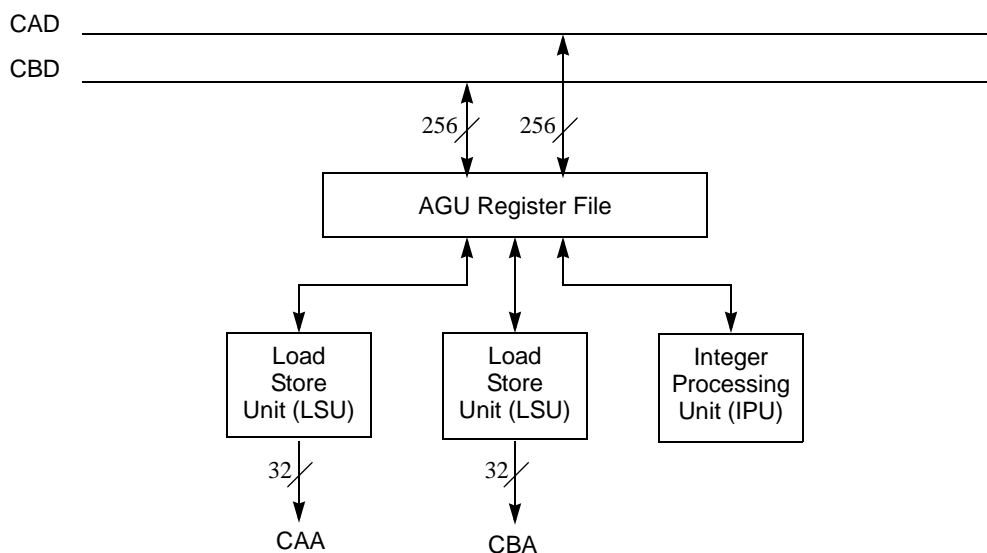 CAD
CBD
256
256
AGU Register File
Load
Store
Unit (LSU)
Load
Store
Unit (LSU)
Integer
Processing
Unit (IPU)
32
32
CAA
CBA